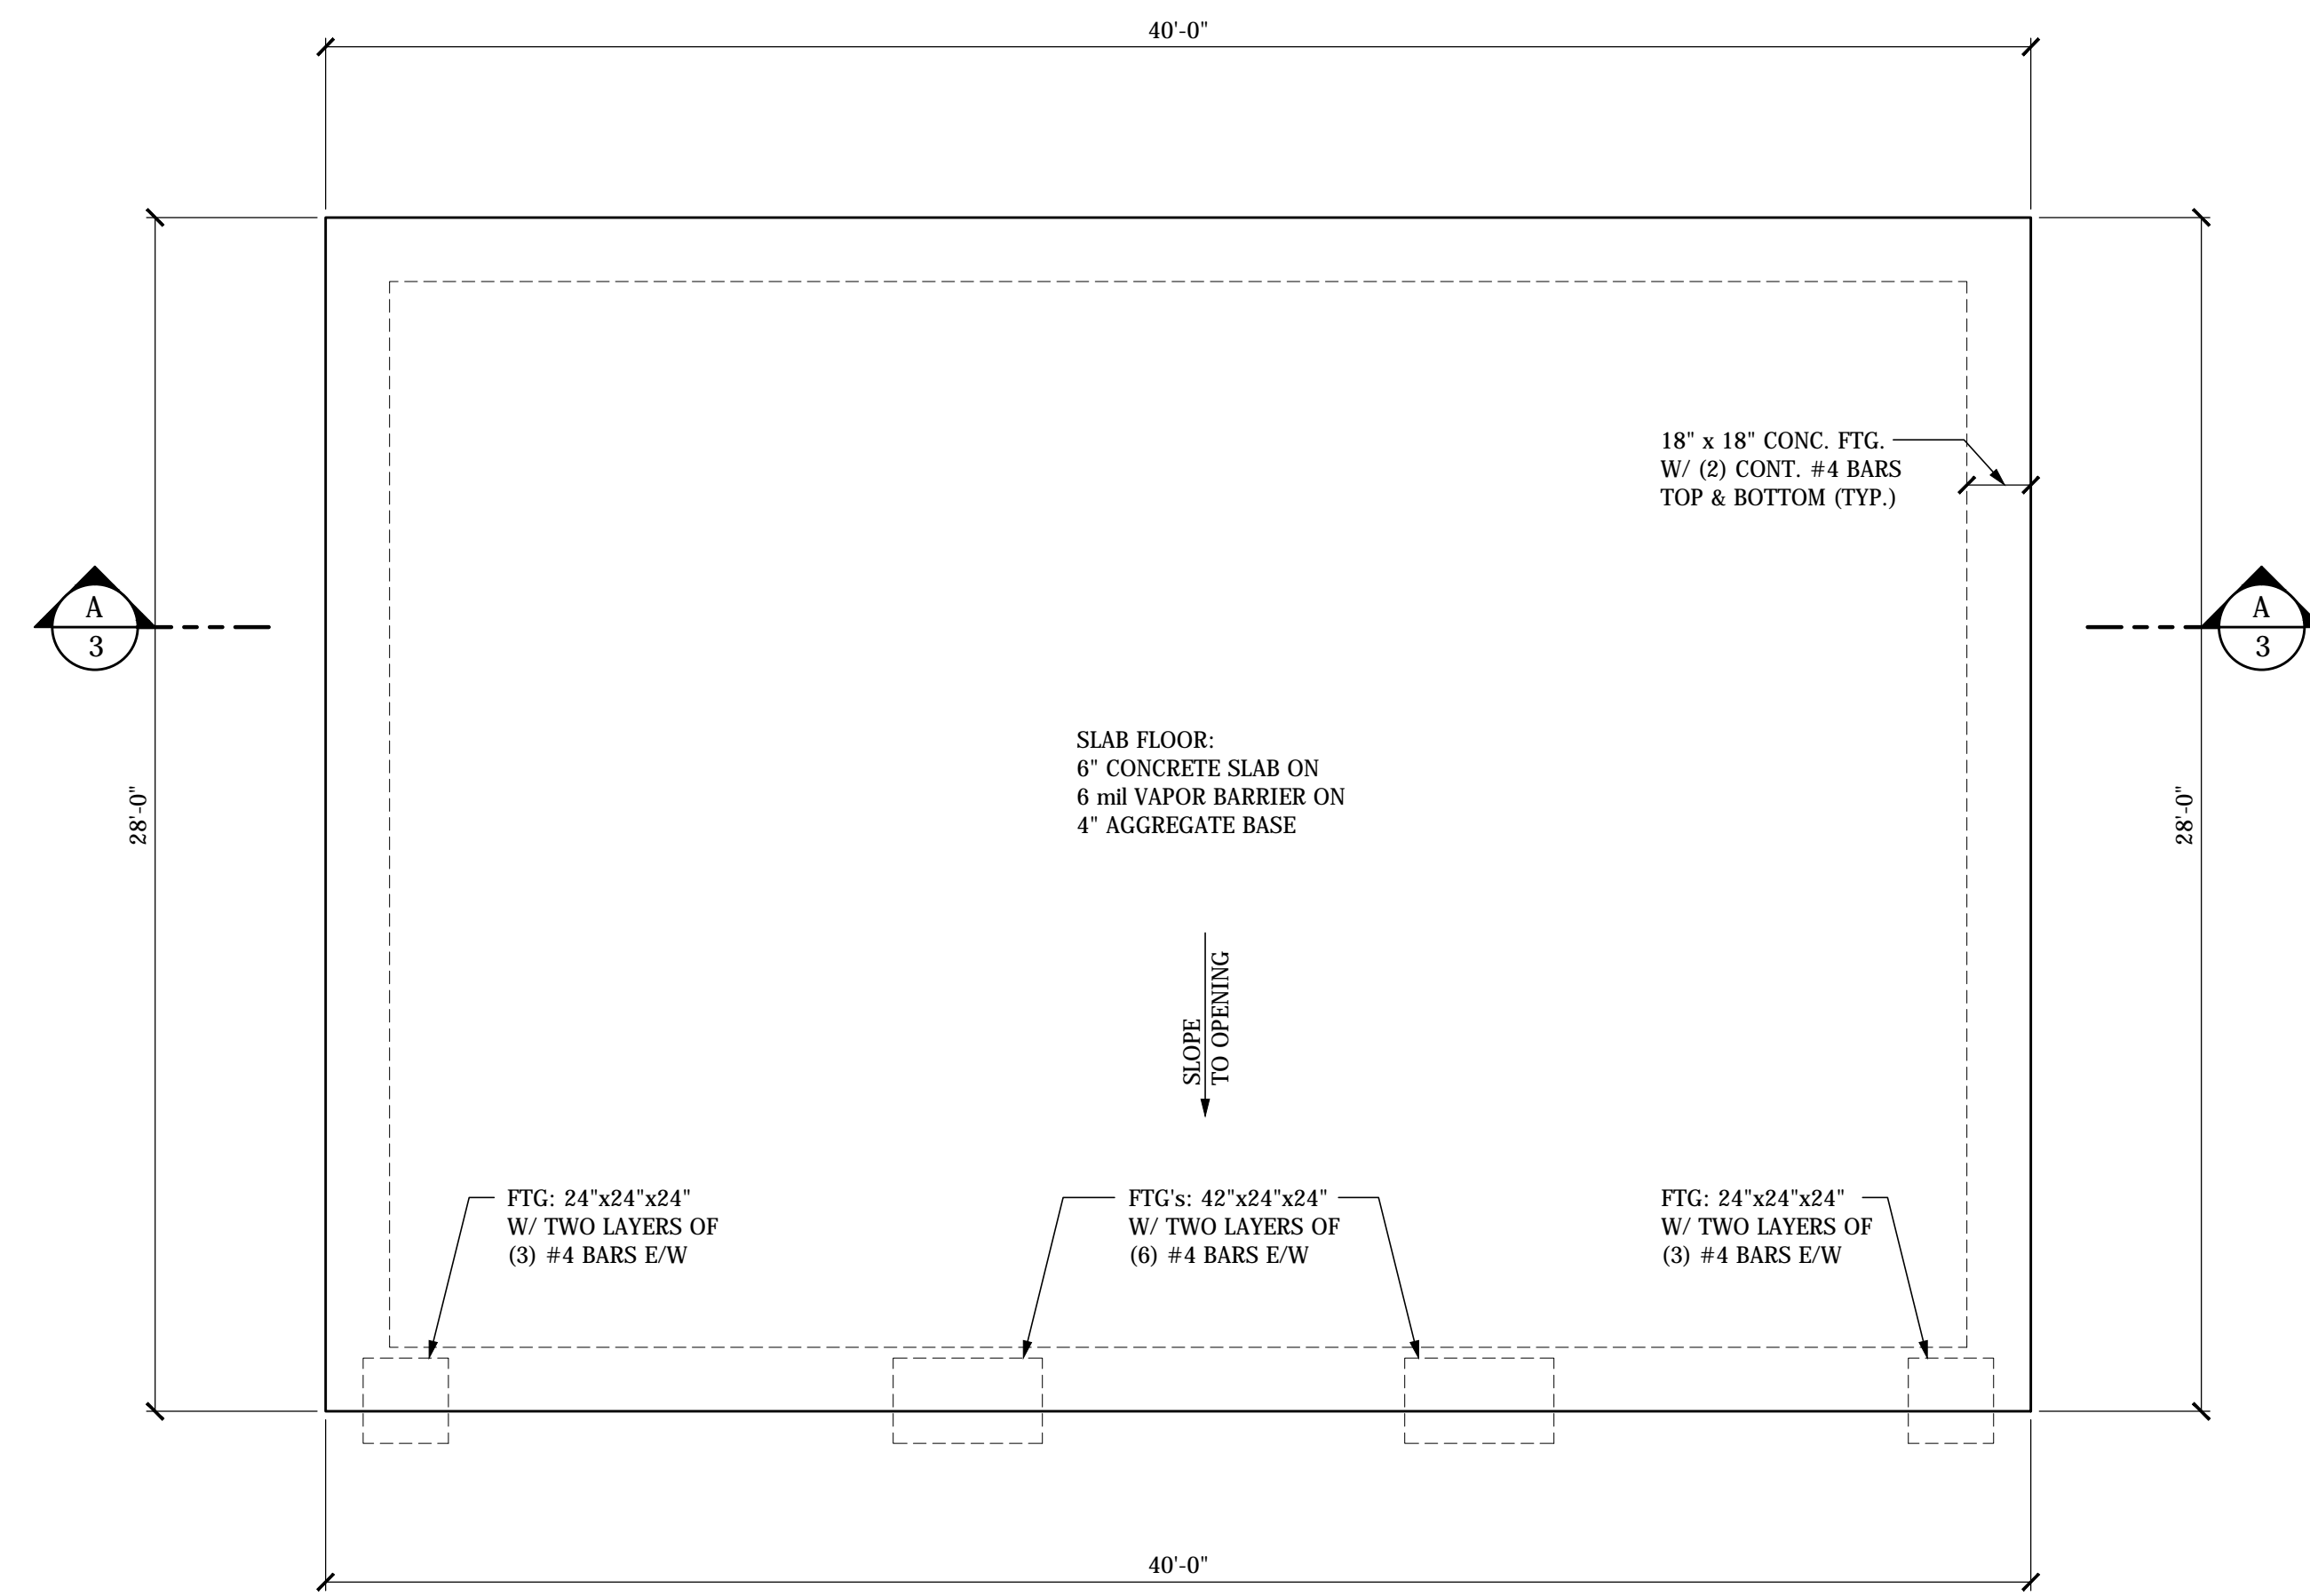 40'-0"
18" x 18" CONC. FTG.
W/ (2) CONT. #4 BARS
TOP & BOTTOM (TYP.)
A
3
A
3
28'-0"
28'-0"
SLAB FLOOR:
6" CONCRETE SLAB ON
6 mil VAPOR BARRIER ON
4" AGGREGATE BASE
SLOPE
TO OPENING
FTG: 24"x24"x24"
W/ TWO LAYERS OF
(3) #4 BARS E/W
FTG's: 42"x24"x24"
W/ TWO LAYERS OF
(6) #4 BARS E/W
FTG: 24"x24"x24"
W/ TWO LAYERS OF
(3) #4 BARS E/W
40'-0"